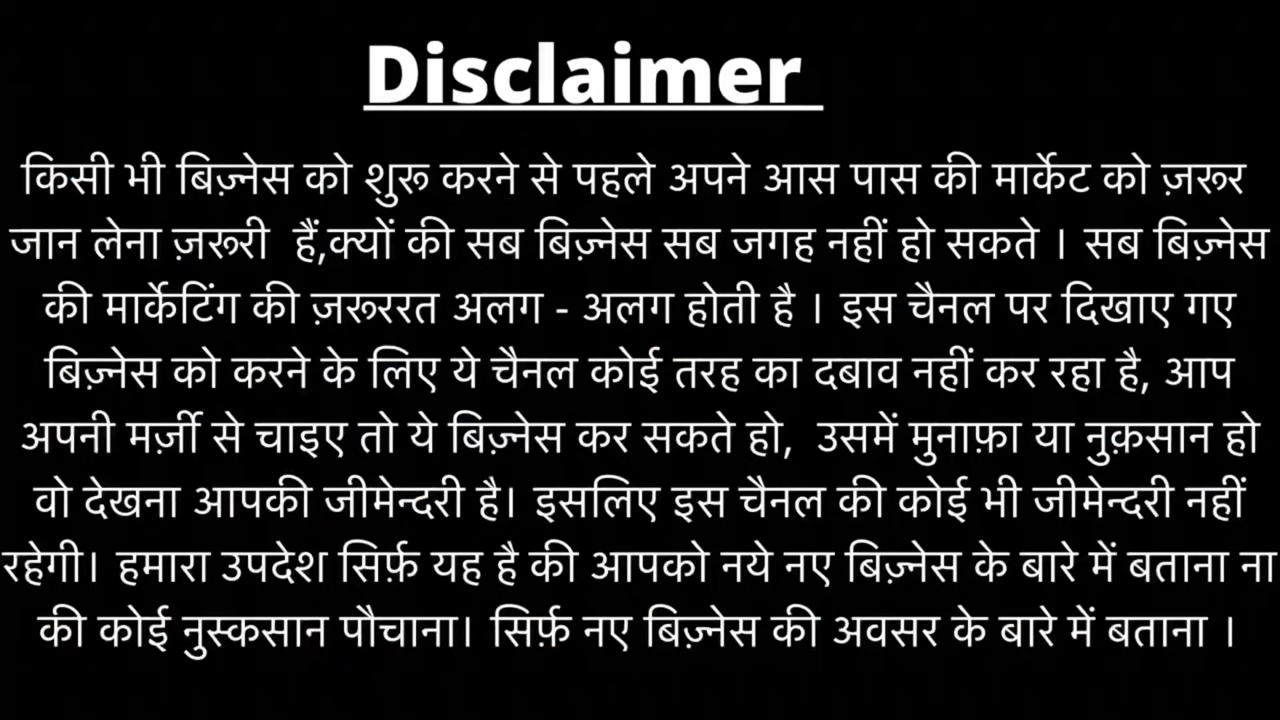 Disclaimer
किसी भी बिज़्नेस को शुरू करने से पहले अपने आस पास की मार्केट को ज़रूर
जान लेना ज़रूरी हैं,क्यों की सब बिज़्नेस सब जगह नहीं हो सकते । सब बिज़्नेस
की मार्केटिंग की ज़रूररत अलग - अलग होती है । इस चैनल पर दिखाए गए
बिज़्नेस को करने के लिए ये चैनल कोई तरह का दबाव नहीं कर रहा है, आप
अपनी मर्ज़ी से चाइए तो ये बिज़्नेस कर सकते हो, उसमें मुनाफ़ा या नुक़सान हो
वो देखना आपकी जीमेन्दरी है। इसलिए इस चैनल की कोई भी जीमेन्दरी नहीं
रहेगी। हमारा उपदेश सिर्फ़ यह है की आपको नये नए बिज़्नेस के बारे में बताना ना
की कोई नुस्कसान पौचाना। सिर्फ़ नए बिज़्नेस की अवसर के बारे में बताना ।